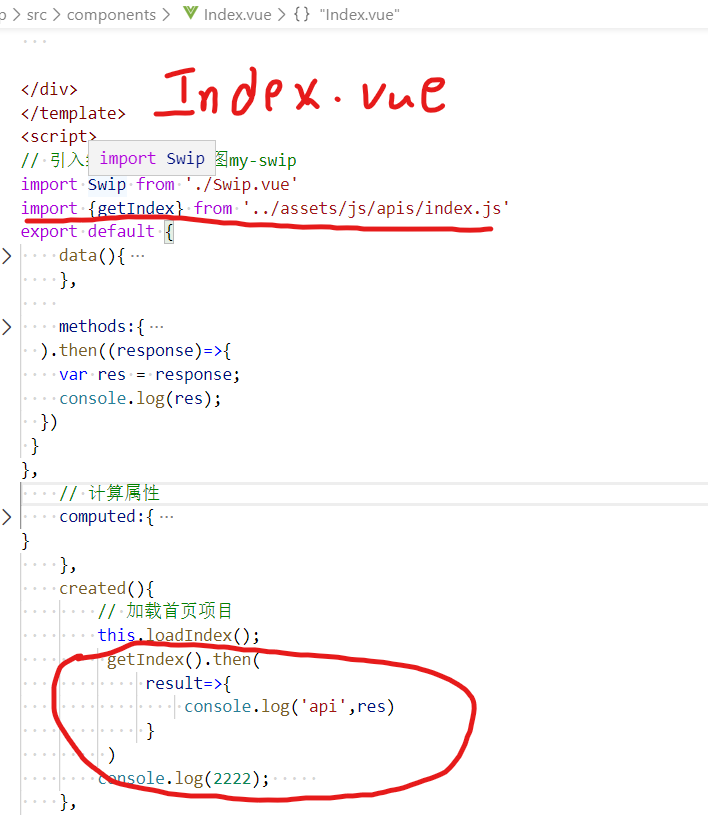 src > components > Index.vue > {} "Index.vue"
...
</div>
Index.vue
</template>
<script>
// 引入 图my-swip
import Swip
import Swip from './Swip.vue'
import {getIndex} from '../assets/js/apis/index.js'
export default {
data(){ ...
},
methods:{ ...
).then((response)=>{
var res = response;
console.log(res);
})
}
},
// 计算属性
computed:{ ...
}
},
created(){
// 加载首页项目
this.loadIndex();
getIndex().then(
result=>{
console.log('api',res)
}
)
console.log(2222);
},